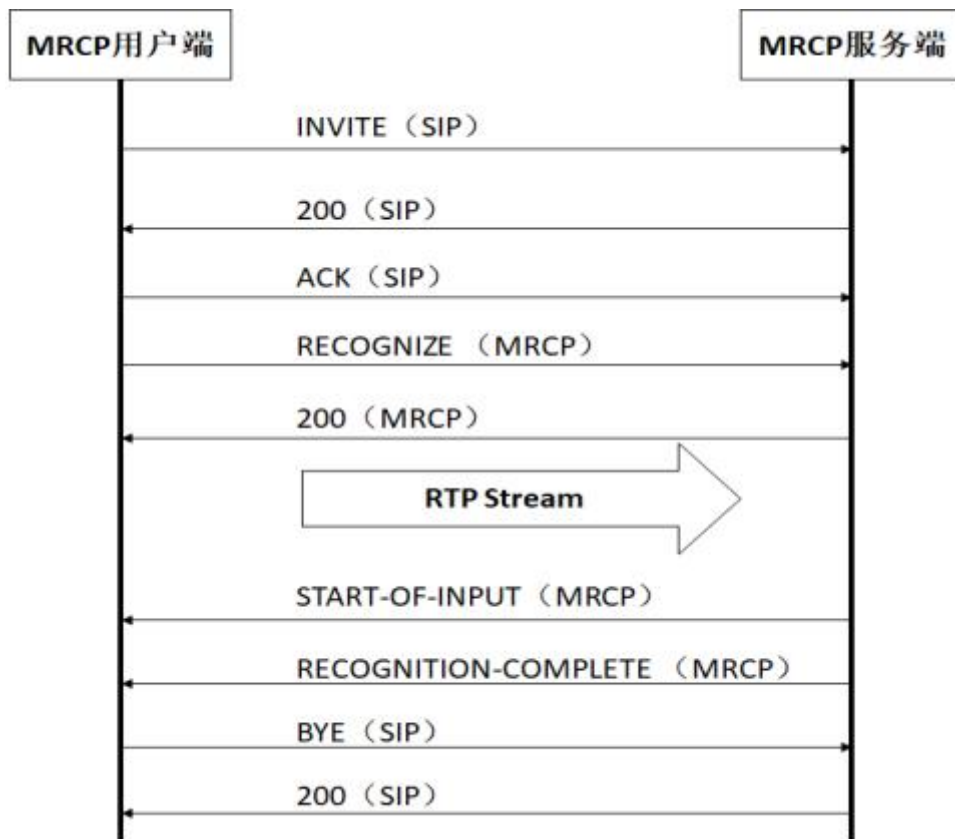 MRCP用户端
MRCP服务端
INVITE（SIP）
200（SIP）
ACK（SIP）
RECOGNIZE （MRCP）
200（MRCP）
RTP Stream
START-OF-INPUT（MRCP）
RECOGNITION-COMPLETE （MRCP）
BYE（SIP）
200（SIP）